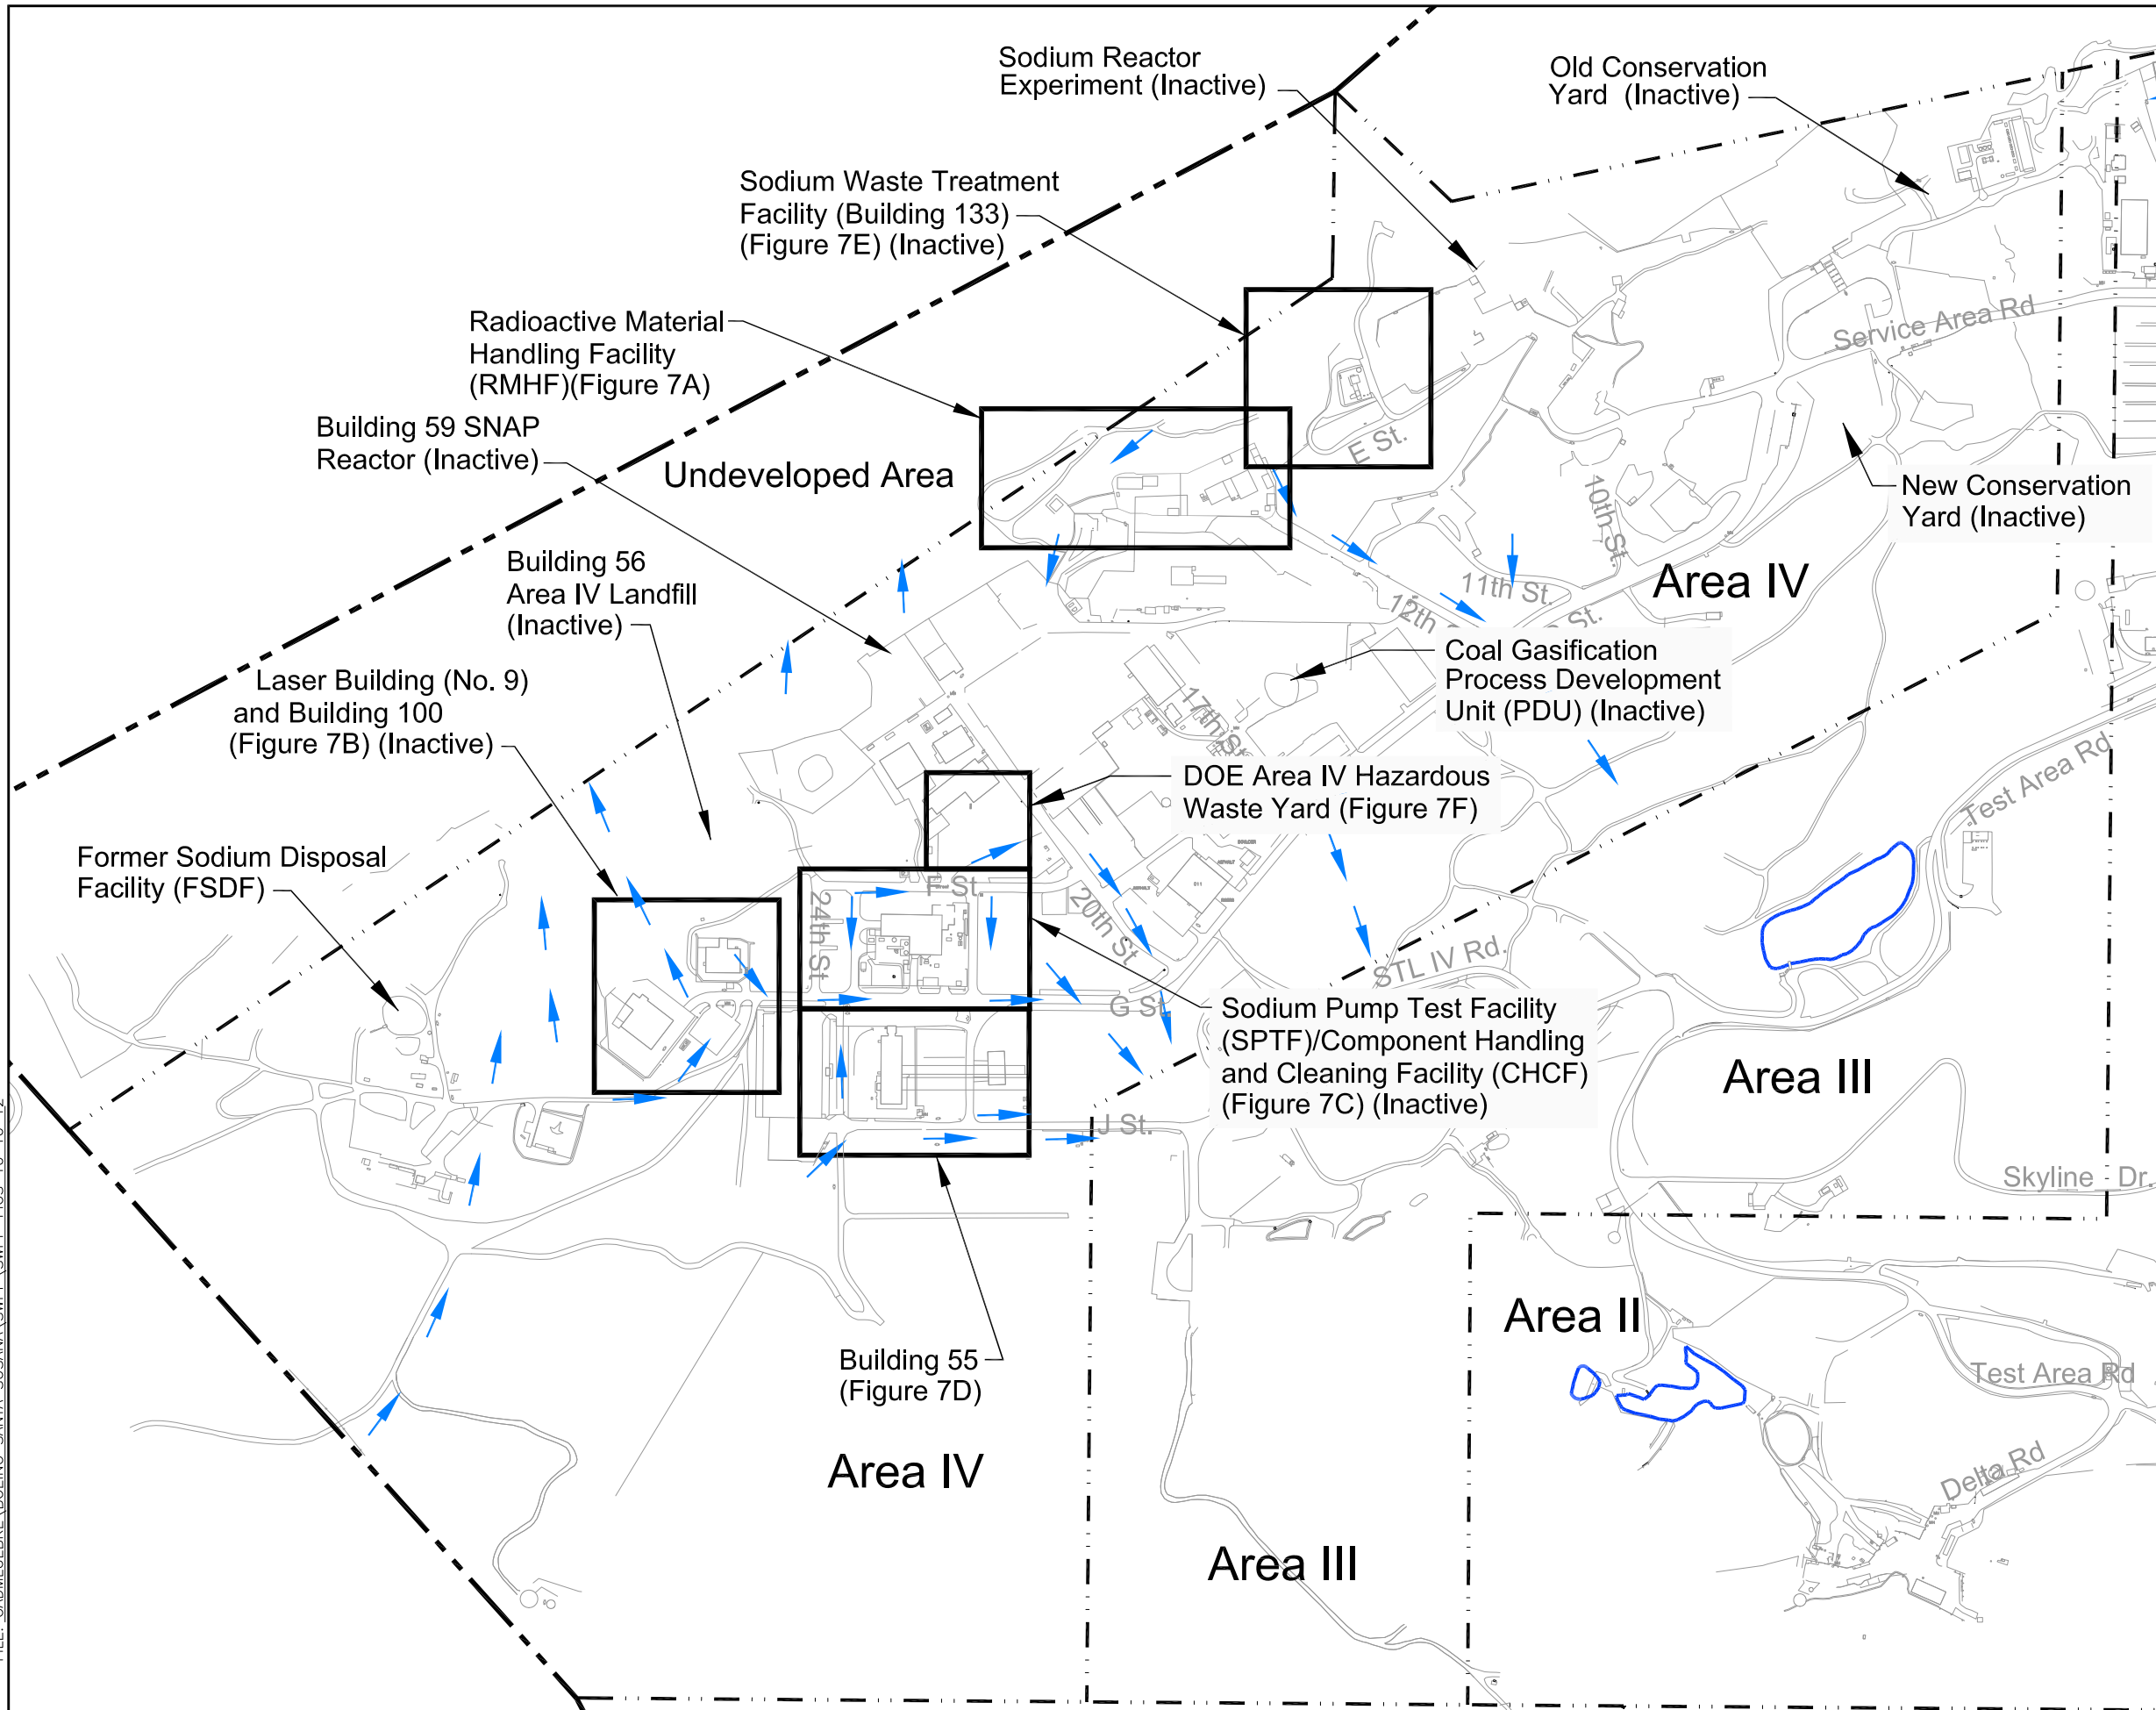 Sodium Reactor
Experiment (Inactive)
Old Conservation
Yard (Inactive)
Sodium Waste Treatment
Facility (Building 133)
(Figure 7E) (Inactive)
Radioactive Material
Handling Facility
(RMHF)(Figure 7A)
Service Area Rd
Building 59 SNAP
Reactor (Inactive)
Undeveloped Area
E St.
New Conservation
Yard (Inactive)
10th St.
Building 56
Area IV Landfill
(Inactive)
11th St.
Area IV
12th
St.
Coal Gasification
Process Development
Unit (PDU) (Inactive)
Laser Building (No. 9)
and Building 100
(Figure 7B) (Inactive)
17th St.
DOE Area IV Hazardous
Waste Yard (Figure 7F)
Test Area Rd
Former Sodium Disposal
Facility (FSDF)
F St.
24th St
20th St
STL IV Rd.
G St.
Sodium Pump Test Facility
(SPTF)/Component Handling
and Cleaning Facility (CHCF)
(Figure 7C) (Inactive)
Area III
J St.
Skyline Dr.
Area II
Building 55
(Figure 7D)
Test Area Rd
Area IV
Delta Rd
Area III